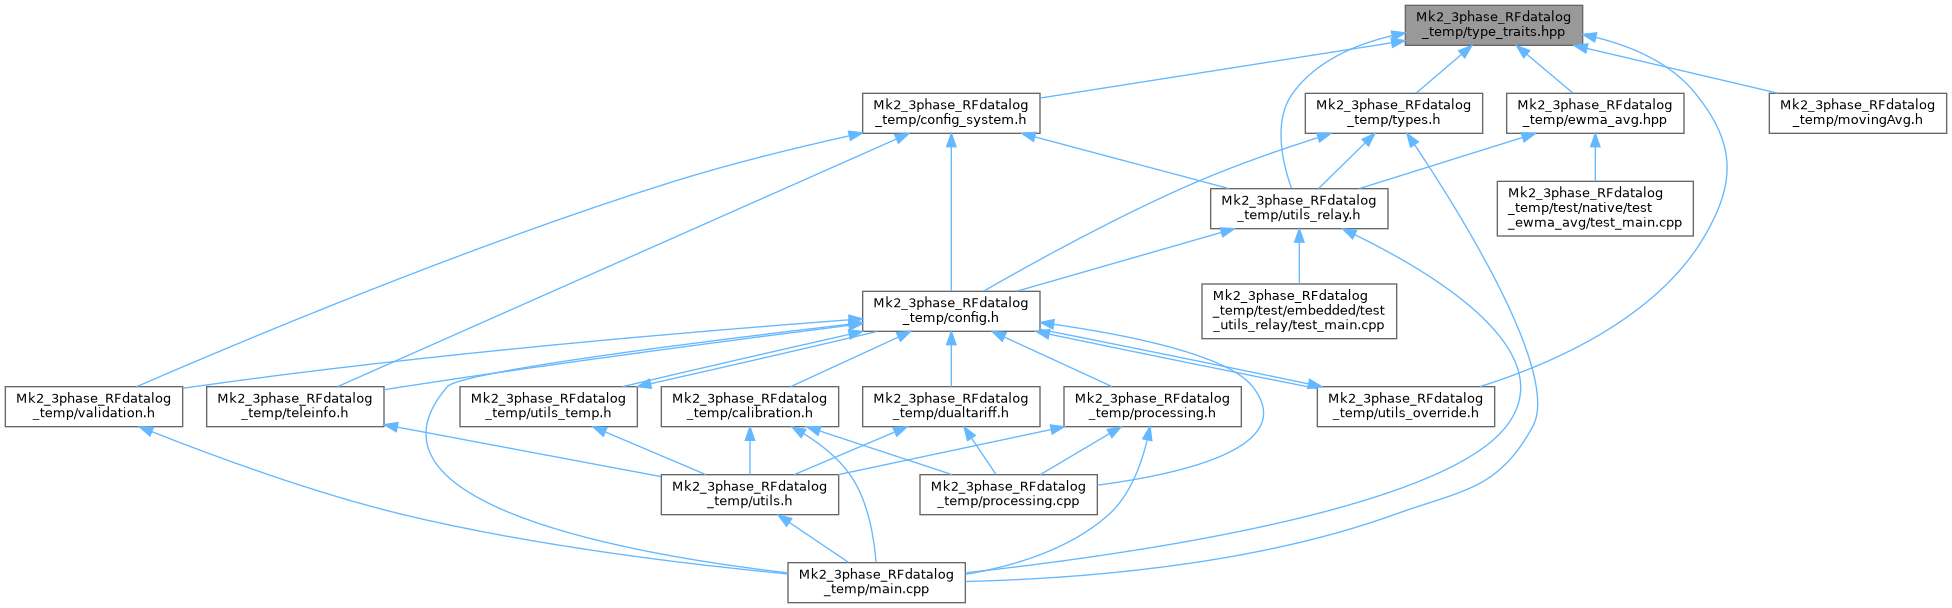 Mk2_3phase_RFdatalog
_temp/type_traits.hpp
Mk2_3phase_RFdatalog
_temp/config_system.h
Mk2_3phase_RFdatalog
_temp/types.h
Mk2_3phase_RFdatalog
_temp/ewma_avg.hpp
Mk2_3phase_RFdatalog
_temp/movingAvg.h
Mk2_3phase_RFdatalog
_temp/utils_relay.h
Mk2_3phase_RFdatalog
_temp/test/native/test
_ewma_avg/test_main.cpp
Mk2_3phase_RFdatalog
_temp/config.h
Mk2_3phase_RFdatalog
_temp/test/embedded/test
_utils_relay/test_main.cpp
Mk2_3phase_RFdatalog
_temp/validation.h
Mk2_3phase_RFdatalog
_temp/teleinfo.h
Mk2_3phase_RFdatalog
_temp/utils_temp.h
Mk2_3phase_RFdatalog
_temp/calibration.h
Mk2_3phase_RFdatalog
_temp/dualtariff.h
Mk2_3phase_RFdatalog
_temp/processing.h
Mk2_3phase_RFdatalog
_temp/utils_override.h
Mk2_3phase_RFdatalog
_temp/utils.h
Mk2_3phase_RFdatalog
_temp/processing.cpp
Mk2_3phase_RFdatalog
_temp/main.cpp